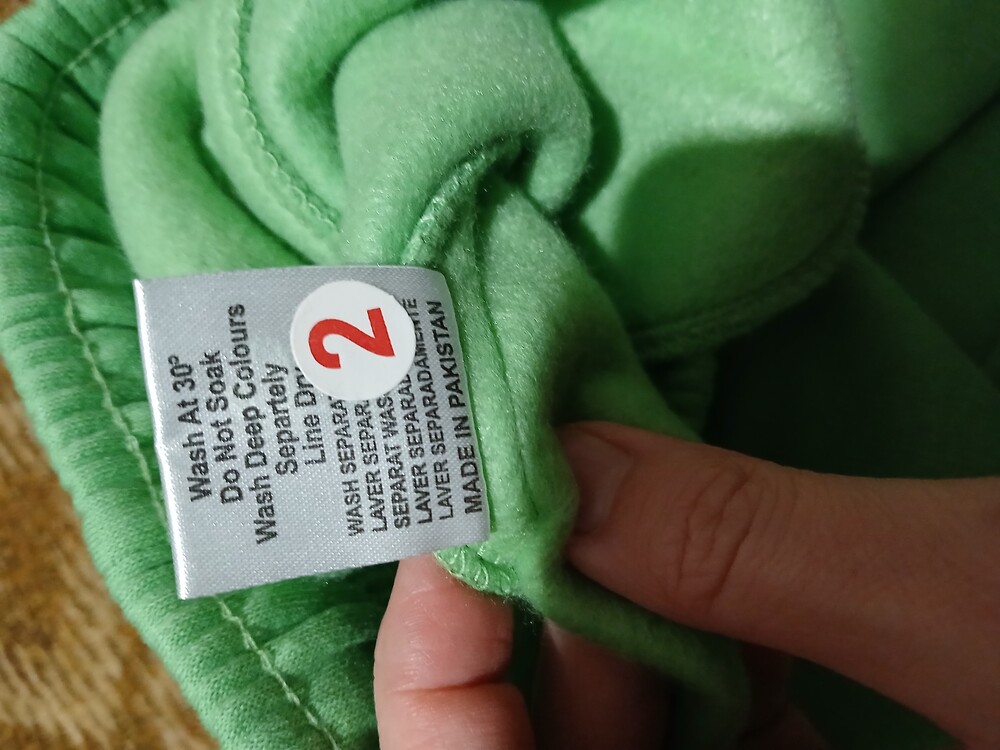 Wash At 30°
Do Not Soak
Wash Deep Colours
Separtely
Line
2
WASH
LAVER
SEPARAT
LAVER
LAVER SEPARADAMENTE
MADE IN PAKISTAN